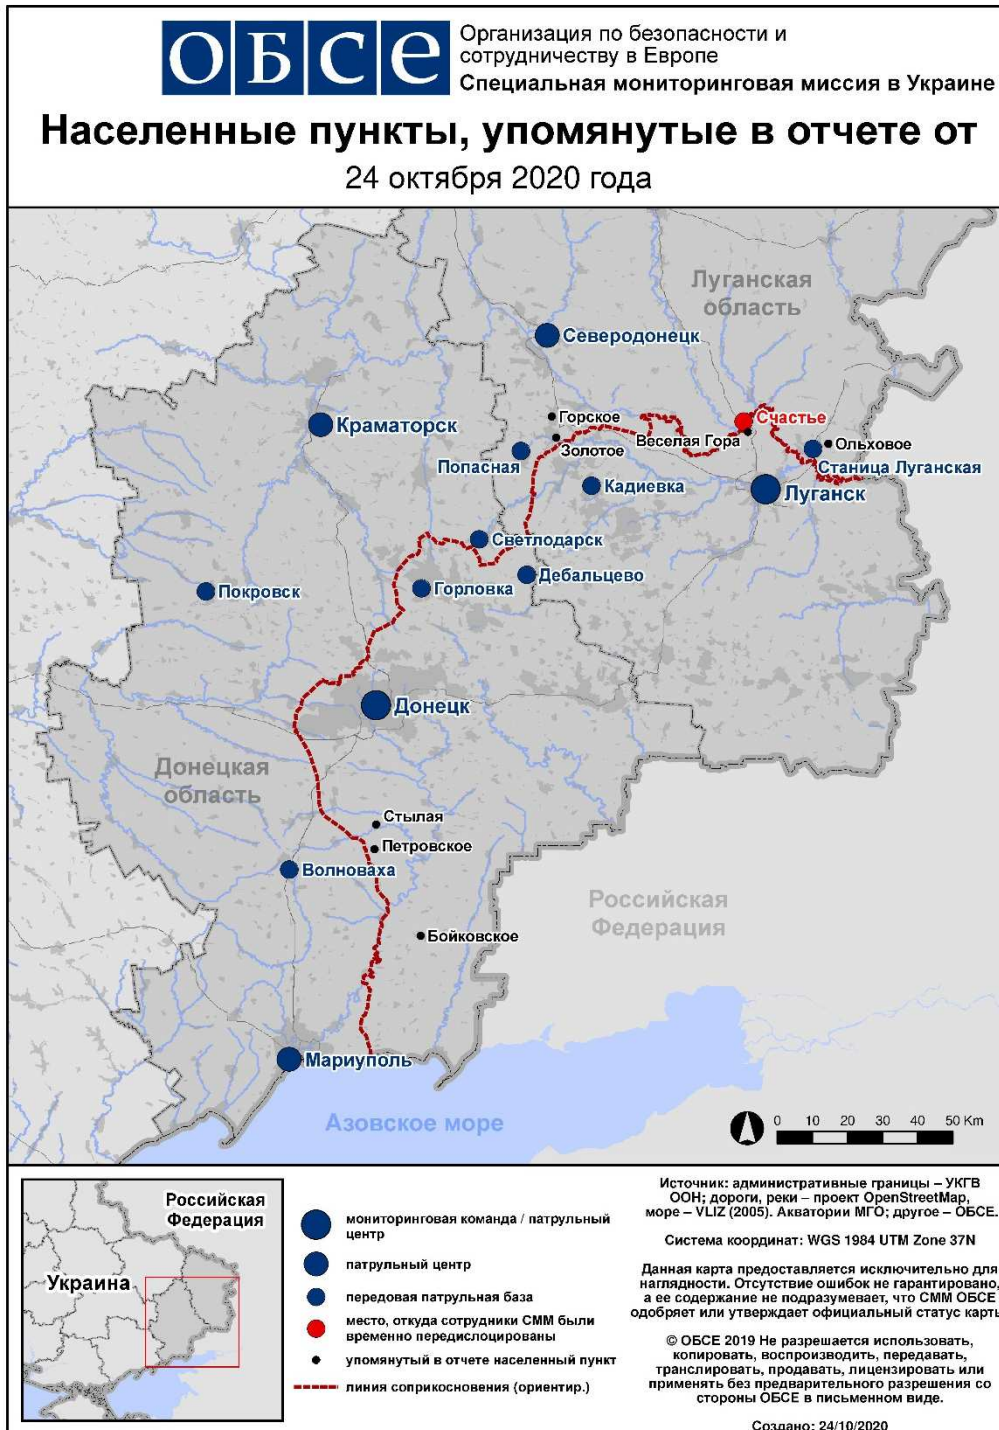 ОБСЕ
Организация по безопасности и
сотрудничеству в Европе
Специальная мониторинговая миссия в Украине
Населенные пункты, упомянутые в отчете от
24 октября 2020 года
Луганская
область
Северодонецк
Горское
Счастье
Краматорск
Веселая Гора
Ольховое
Золотое
Попасная
Станица Луганская
Кадиевка
Луганск
Светлодарск
Дебальцево
Покровск
Горловка
Донецк
Донецкая
область
Стылая
Петровское
Волноваха
Российская
Федерация
Бойковское
Мариуполь
Азовское море
0 10 20 30 40 50 Km
Российская
Федерация
Украина
мониторинговая команда / патрульный
центр
патрульный центр
передовая патрульная база
место, откуда сотрудники СММ были
временно передислоцированы
упомянутый в отчете населенный пункт
линия соприкосновения (ориентир.)
Источник: административные границы – УКГВ
ООН; дороги, реки – проект OpenStreetMap,
море – VLIZ (2005). Акватории МГО; другое – ОБСЕ.
Система координат: WGS 1984 UTM Zone 37N
Данная карта предоставляется исключительно для
наглядности. Отсутствие ошибок не гарантировано,
а ее содержание не подразумевает, что СММ ОБСЕ
одобряет или утверждает официальный статус карты
© ОБСЕ 2019 Не разрешается использовать,
копировать, воспроизводить, передавать,
транслировать, продавать, лицензировать или
применять без предварительного разрешения со
стороны ОБСЕ в письменном виде.
Создано: 24/10/2020